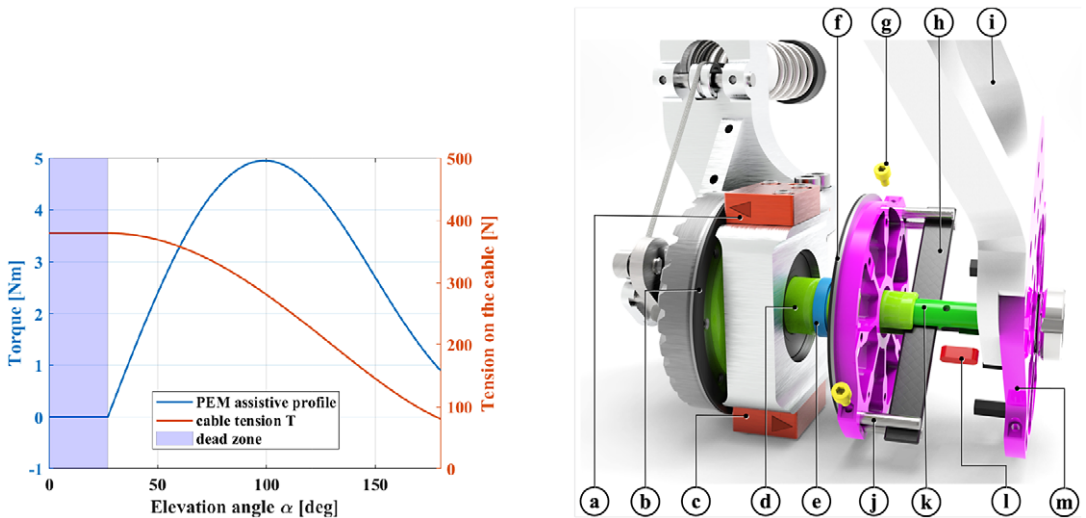 f g h i
5
4
3
2
1
0
-1
Torque [Nm]
500
400
300
200
100
0
Tension on the cable [N]
PEM assistive profile
cable tension T
dead zone
0 50 100 150
Elevation angle α [deg]
a b c d e j k l m